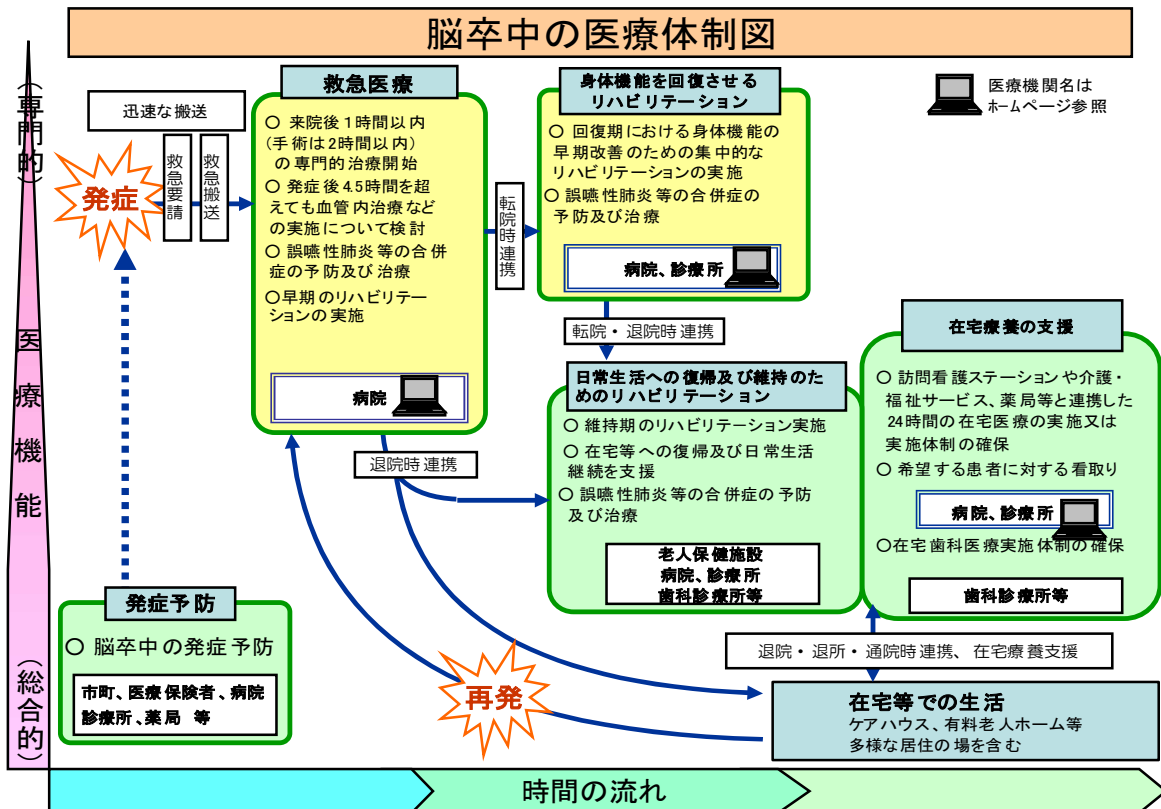 脳卒中の医療体制図
(専門的)
医療機能
(総合的)
医療機関名は
ホームページ参照
迅速な搬送
発症
救急要請
救急搬送
救急医療
○ 来院後1時間以内
(手術は2時間以内)
の専門的治療開始
○ 発症後4.5時間を超
えても血管内治療など
の実施について検討
○ 誤嚥性肺炎等の合併
症の予防及び治療
○早期のリハビリテー
ションの実施
病院
転院時連携
身体機能を回復させる
リハビリテーション
○ 回復期における身体機能の
早期改善のための集中的な
リハビリテーションの実施
○ 誤嚥性肺炎等の合併症の
予防及び治療
病院、診療所
転院・退院時連携
退院時連携
日常生活への復帰及び維持のた
めのリハビリテーション
○ 維持期のリハビリテーション実施
○ 在宅等への復帰及び日常生活
継続を支援
○ 誤嚥性肺炎等の合併症の予防
及び治療
老人保健施設
病院、診療所
歯科診療所等
在宅療養の支援
○ 訪問看護ステーションや介護・
福祉サービス、薬局等と連携した
24時間の在宅医療の実施又は
実施体制の確保
○ 希望する患者に対する看取り
病院、診療所
○在宅歯科医療実施体制の確保
歯科診療所等
発症予防
○ 脳卒中の発症予防
市町、医療保険者、病院
診療所、薬局 等
再発
退院・退所・通院時連携、在宅療養支援
在宅等での生活
ケアハウス、有料老人ホーム等
多様な居住の場を含む
時間の流れ